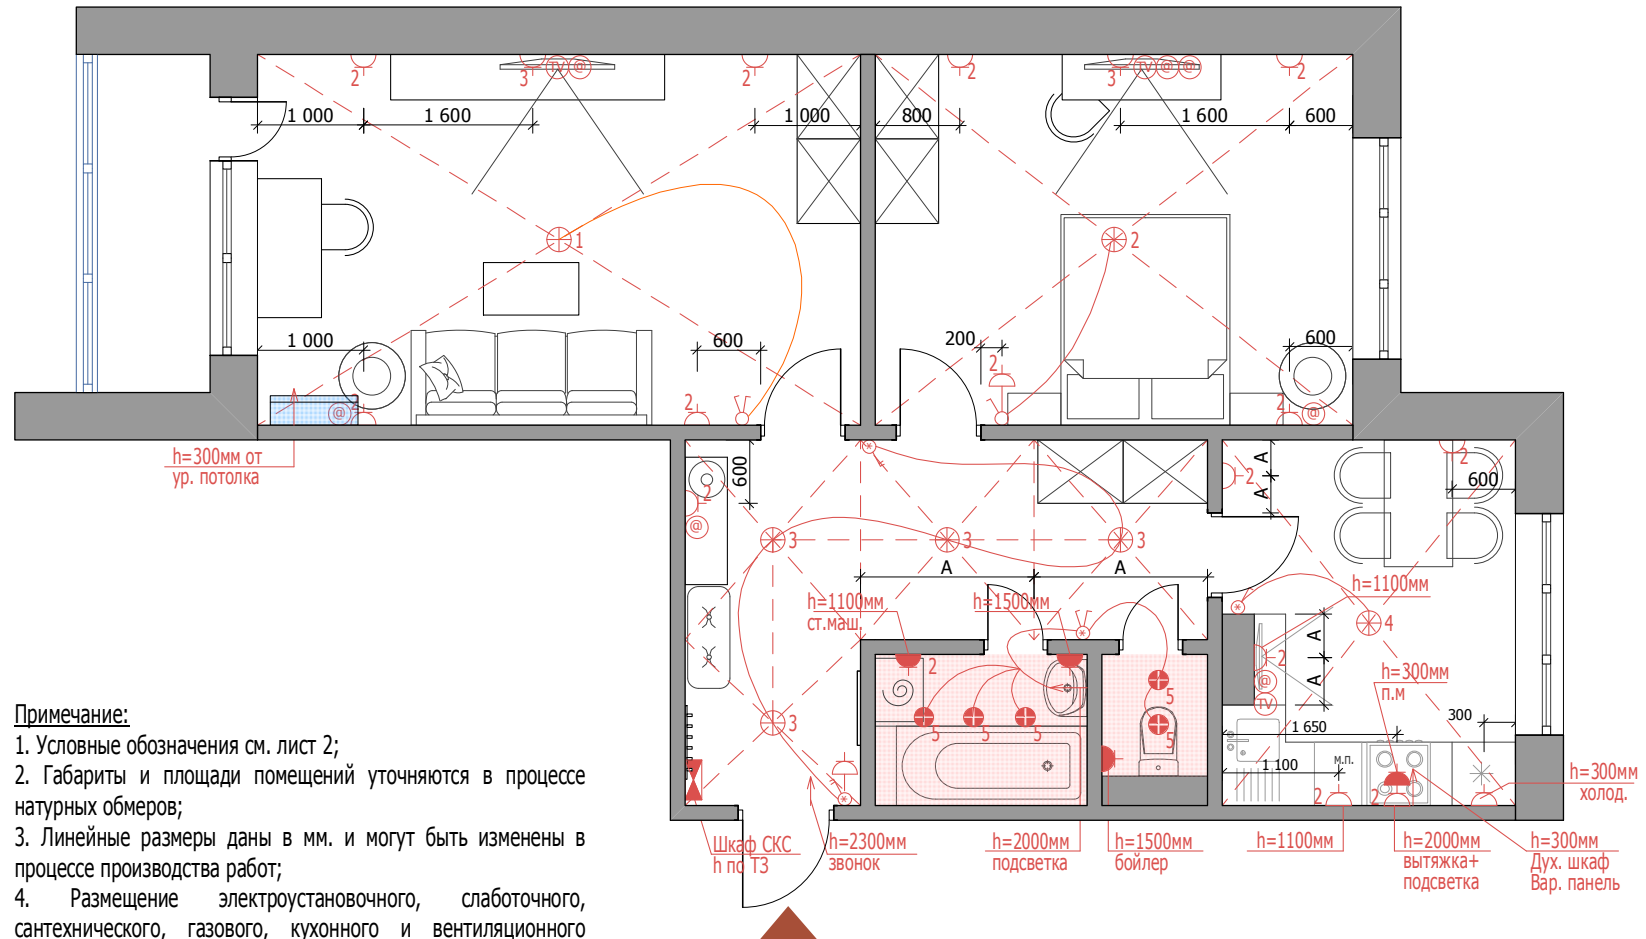 2
3
TV
@
2
2
3
TV
@
@
2
1 000
1 600
1 000
800
1 600
600
1
2
1 000
600
200
600
2
2
@
2
2
2
@
h=300мм от
ур. потолка
600
2
@
A
A
2
2
600
3
3
3
A
A
h=1100мм
ст.маш.
h=1500мм
h=1100мм
4
A
A
2
@
TV
h=300мм
п.м
2
5
5
5
5
5
3
1 650
300
м.п.
1 100
2
2
h=300мм
холод.
Шкаф СКС
h по ТЗ
h=2300мм
звонок
h=2000мм
подсветка
h=1500мм
бойлер
h=1100мм
h=2000мм
вытяжка+
подсветка
h=300мм
Дух. шкаф
Вар. панель
Примечание:
1. Условные обозначения см. лист 2;
2. Габариты и площади помещений уточняются в процессе
натурных обмеров;
3. Линейные размеры даны в мм. и могут быть изменены в
процессе производства работ;
4. Размещение электроустановочного, слаботочного,
сантехнического, газового, кухонного и вентиляционного